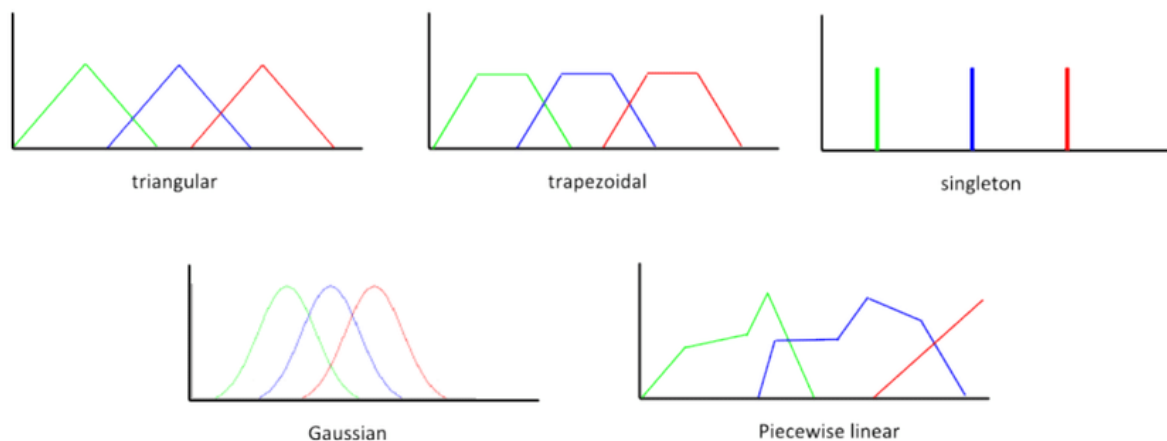 triangular
trapezoidal
singleton
Gaussian
Piecewise linear